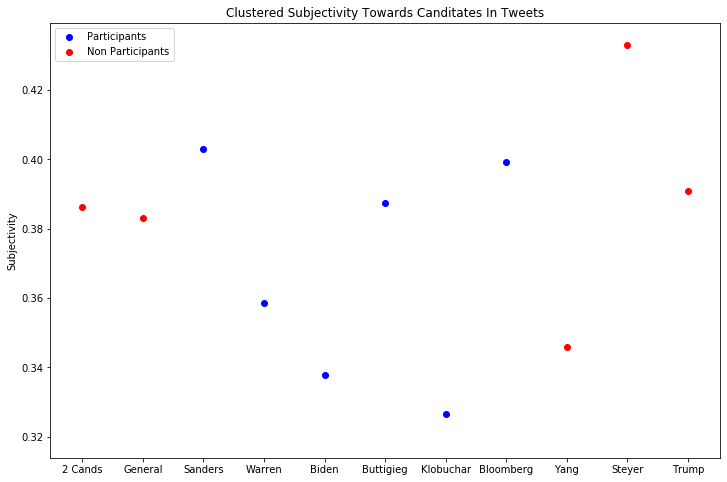 Clustered Subjectivity Towards Canditates In Tweets
Participants
Non Participants
Subjectivity
0.42
0.40
0.38
0.36
0.34
0.32
2 Cands General Sanders Warren Biden Buttigieg Klobuchar Bloomberg Yang Steyer Trump